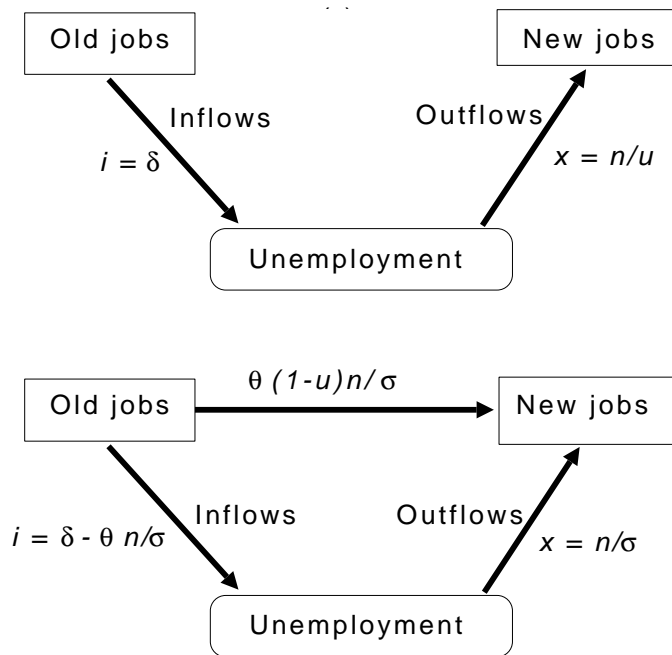 Old jobs
New jobs
Inflows
Outflows
i = δ
x = n/u
Unemployment
θ (1-u)n/ σ
Old jobs
New jobs
Inflows
Outflows
i = δ - θ n/σ
x = n/σ
Unemployment